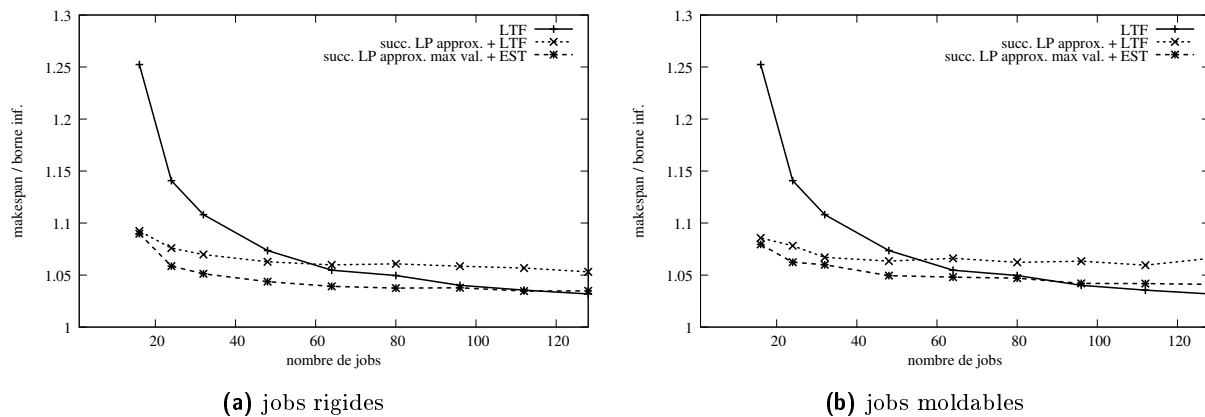 1.3
1.25
1.2
1.15
1.1
1.05
1
makespan / borne inf.
LTF
succ. LP approx. + LTF
succ. LP approx. max val. + EST
20 40 60 80 100 120
nombre de jobs
(a) jobs rigides
1.3
1.25
1.2
1.15
1.1
1.05
1
makespan / borne inf.
LTF
succ. LP approx. + LTF
succ. LP approx. max val. + EST
20 40 60 80 100 120
nombre de jobs
(b) jobs moldables